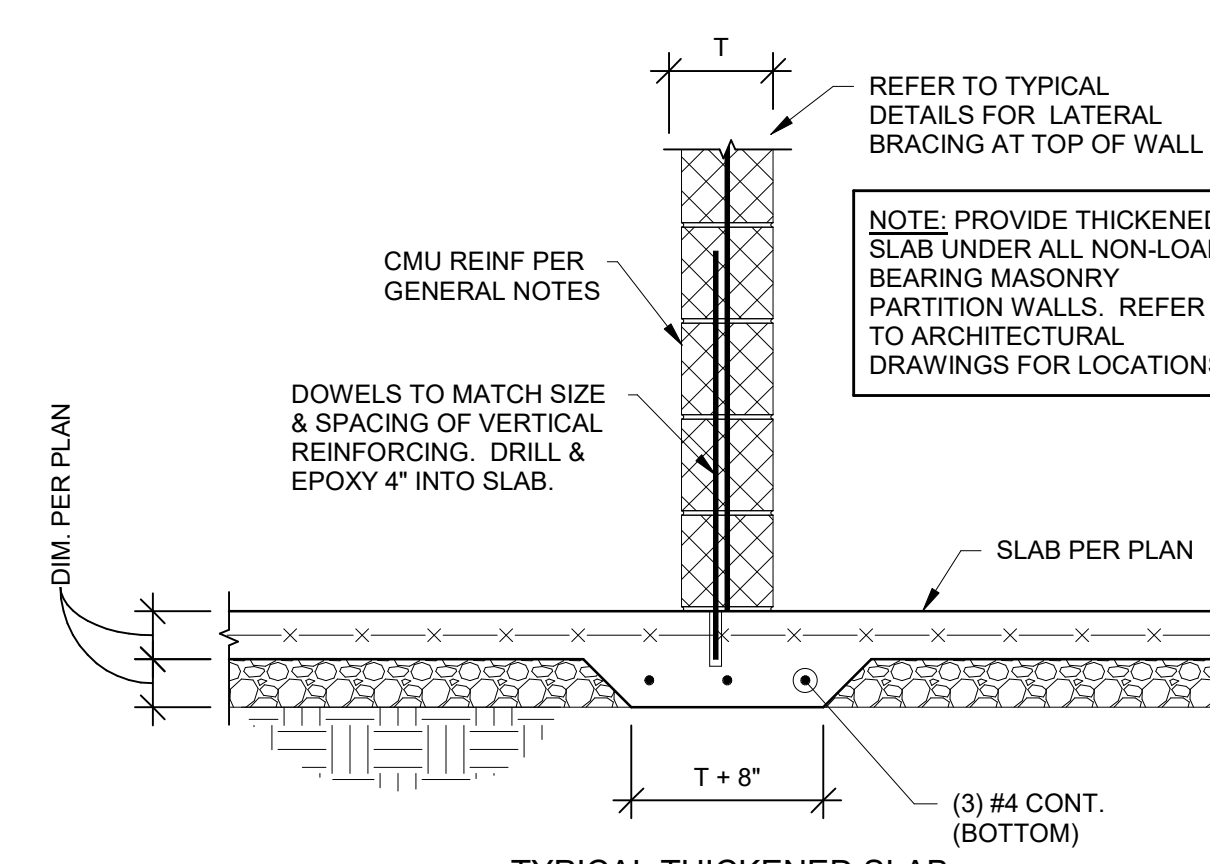 T
REFER TO TYPICAL
DETAILS FOR LATERAL
BRACING AT TOP OF WALL
NOTE: PROVIDE THICKENED
SLAB UNDER ALL NON-LOAD
BEARING MASONRY
PARTITION WALLS. REFER
TO ARCHITECTURAL
DRAWINGS FOR LOCATIONS
CMU REINF PER
GENERAL NOTES
DOWELS TO MATCH SIZE
& SPACING OF VERTICAL
REINFORCING. DRILL &
EPOXY 4" INTO SLAB.
DIM. PER PLAN
SLAB PER PLAN
T + 8"
(3) #4 CONT.
(BOTTOM)
TYPICAL THICKENED SLAB